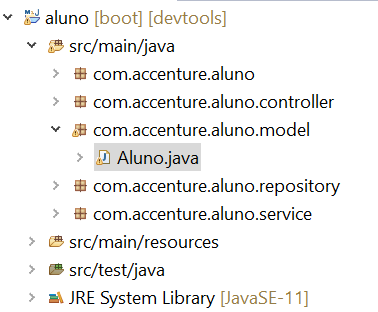 aluno [boot] [devtools]
src/main/java
com.accenture.aluno
com.accenture.aluno.controller
com.accenture.aluno.model
Aluno.java
com.accenture.aluno.repository
com.accenture.aluno.service
src/main/resources
src/test/java
JRE System Library [JavaSE-11]